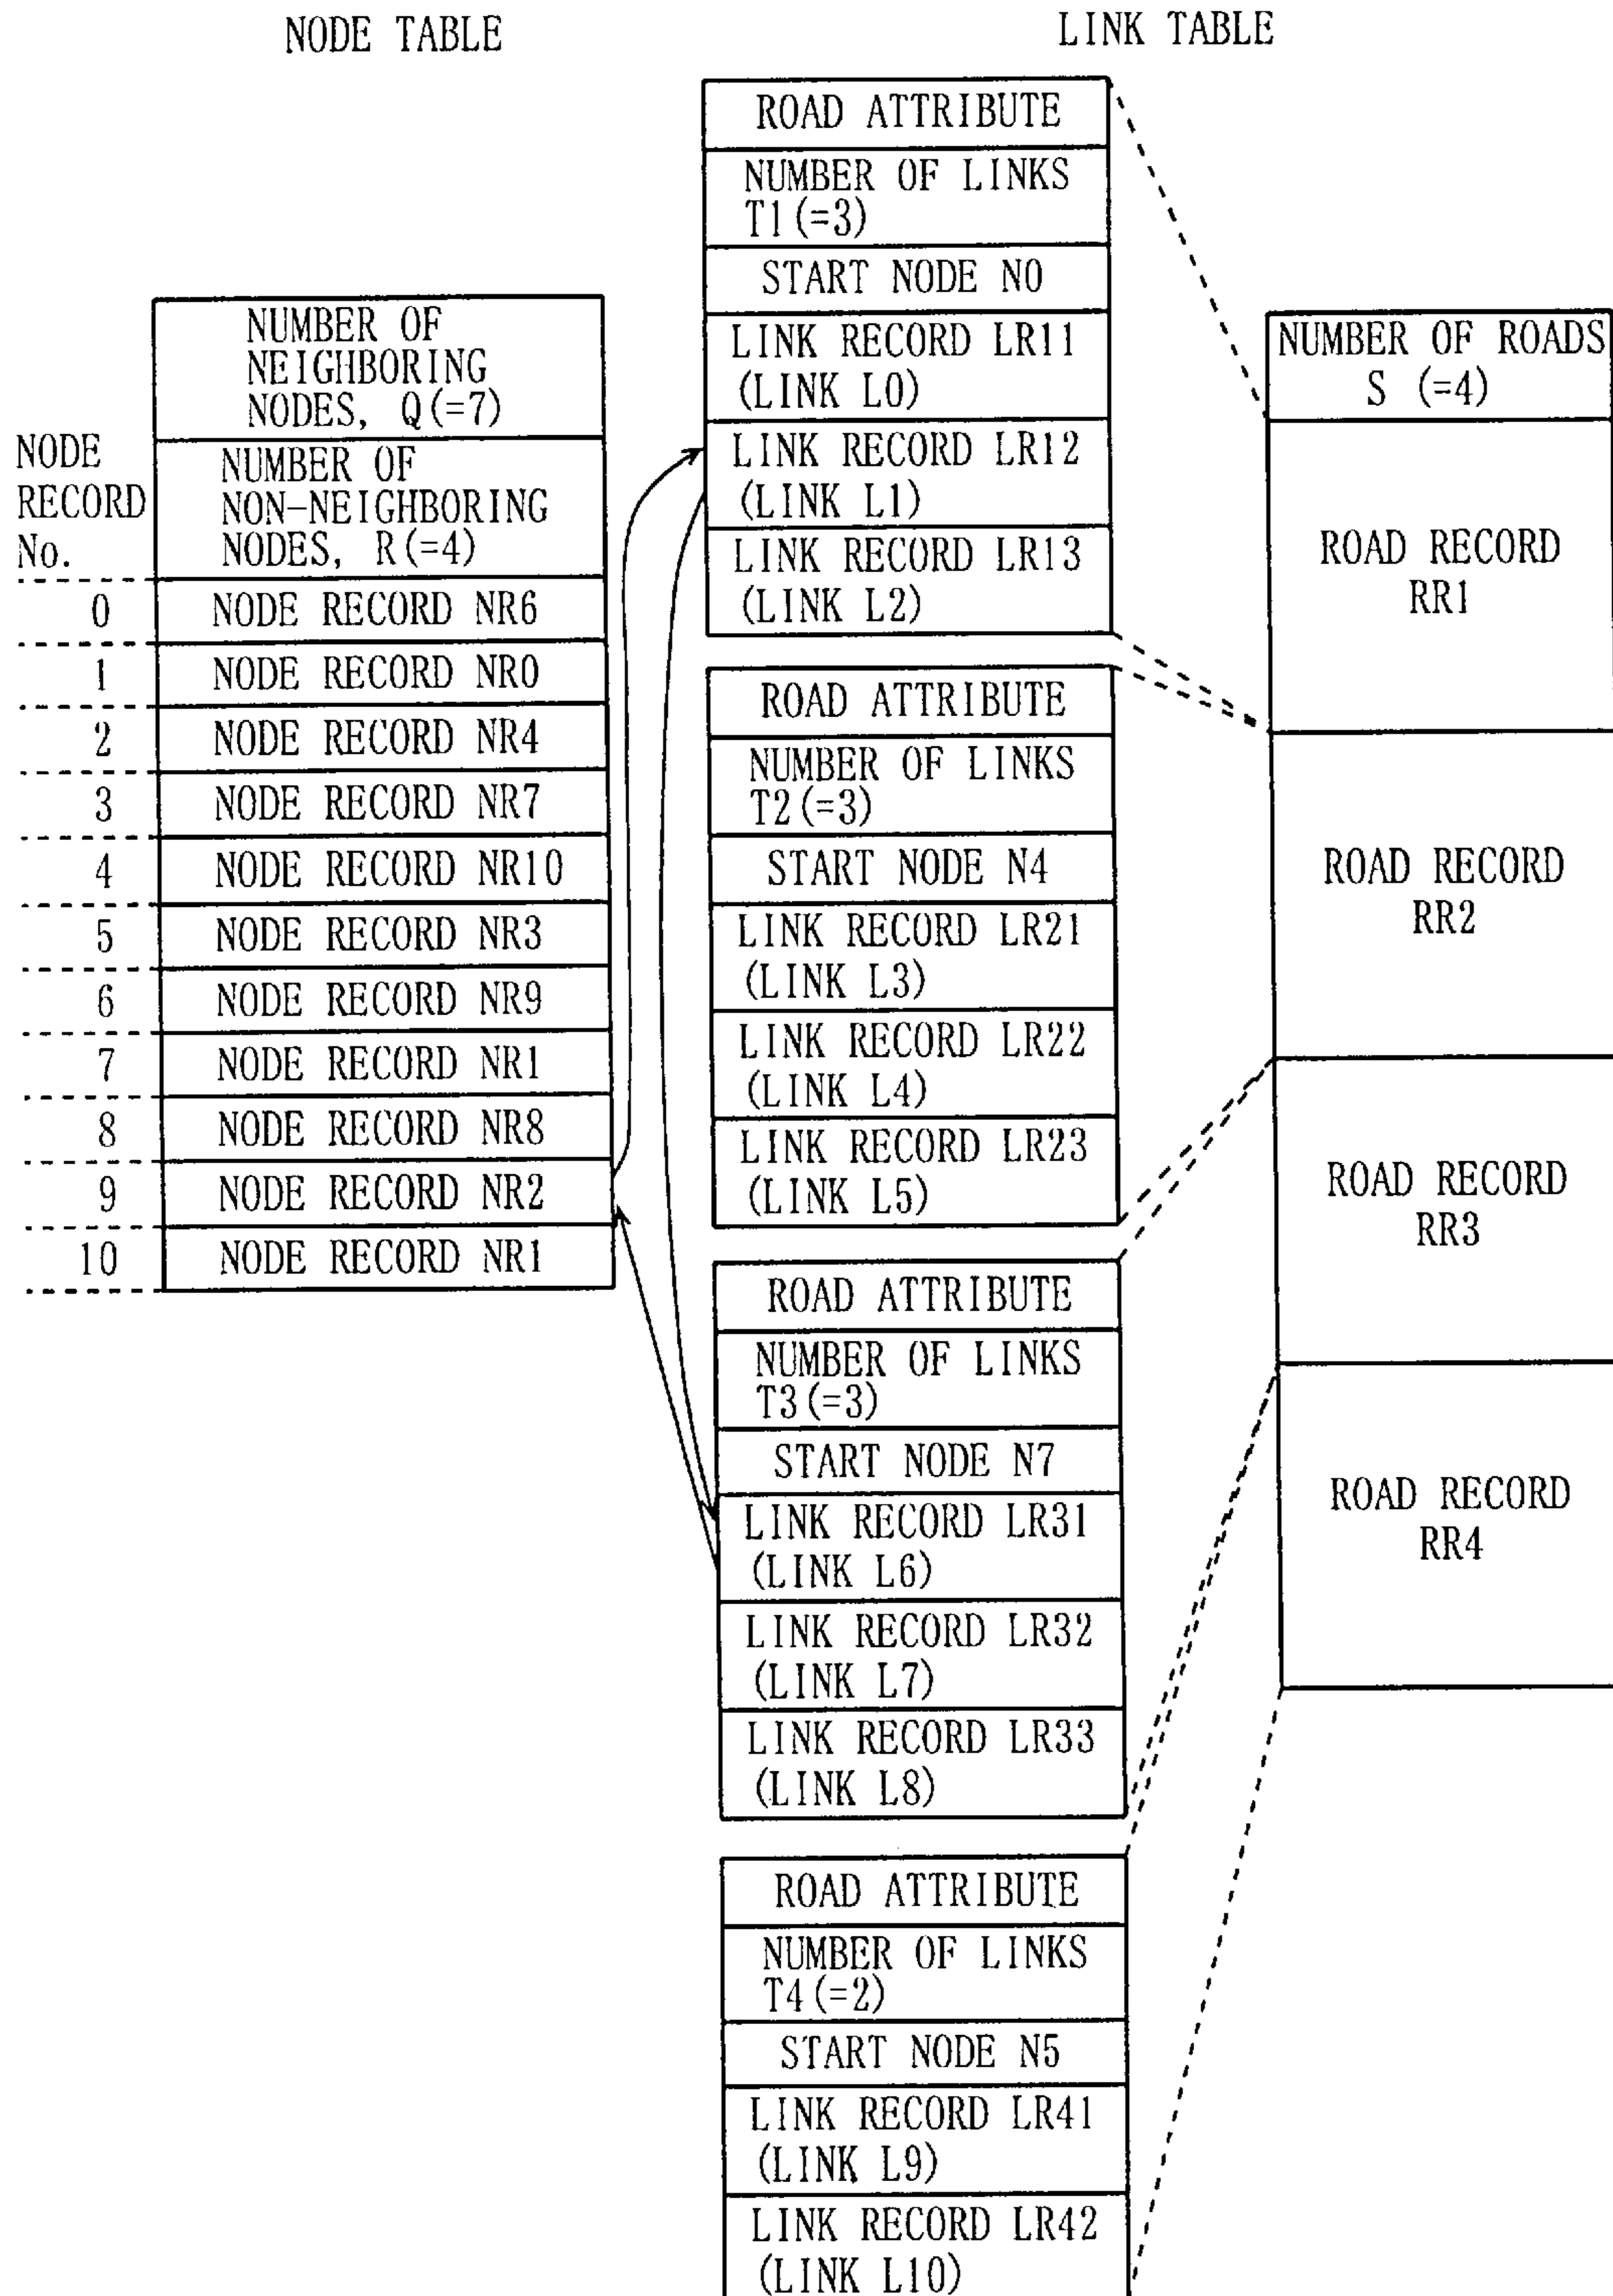 NODE TABLE
LINK TABLE
NUMBER OF
NEIGHBORING
NODES, Q(=7)
NODE
RECORD
No.
NUMBER OF
NON-NEIGHBORING
NODES, R(=4)
0 NODE RECORD NR6
1 NODE RECORD NR0
2 NODE RECORD NR4
3 NODE RECORD NR7
4 NODE RECORD NR10
5 NODE RECORD NR3
6 NODE RECORD NR9
7 NODE RECORD NR1
8 NODE RECORD NR8
9 NODE RECORD NR2
10 NODE RECORD NR1
ROAD ATTRIBUTE
NUMBER OF LINKS
T1(=3)
START NODE N0
LINK RECORD LR11
(LINK L0)
LINK RECORD LR12
(LINK L1)
LINK RECORD LR13
(LINK L2)
ROAD ATTRIBUTE
NUMBER OF LINKS
T2(=3)
START NODE N4
LINK RECORD LR21
(LINK L3)
LINK RECORD LR22
(LINK L4)
LINK RECORD LR23
(LINK L5)
ROAD ATTRIBUTE
NUMBER OF LINKS
T3(=3)
START NODE N7
LINK RECORD LR31
(LINK L6)
LINK RECORD LR32
(LINK L7)
LINK RECORD LR33
(LINK L8)
ROAD ATTRIBUTE
NUMBER OF LINKS
T4(=2)
START NODE N5
LINK RECORD LR41
(LINK L9)
LINK RECORD LR42
(LINK L10)
NUMBER OF ROADS
S (=4)
ROAD RECORD
RR1
ROAD RECORD
RR2
ROAD RECORD
RR3
ROAD RECORD
RR4